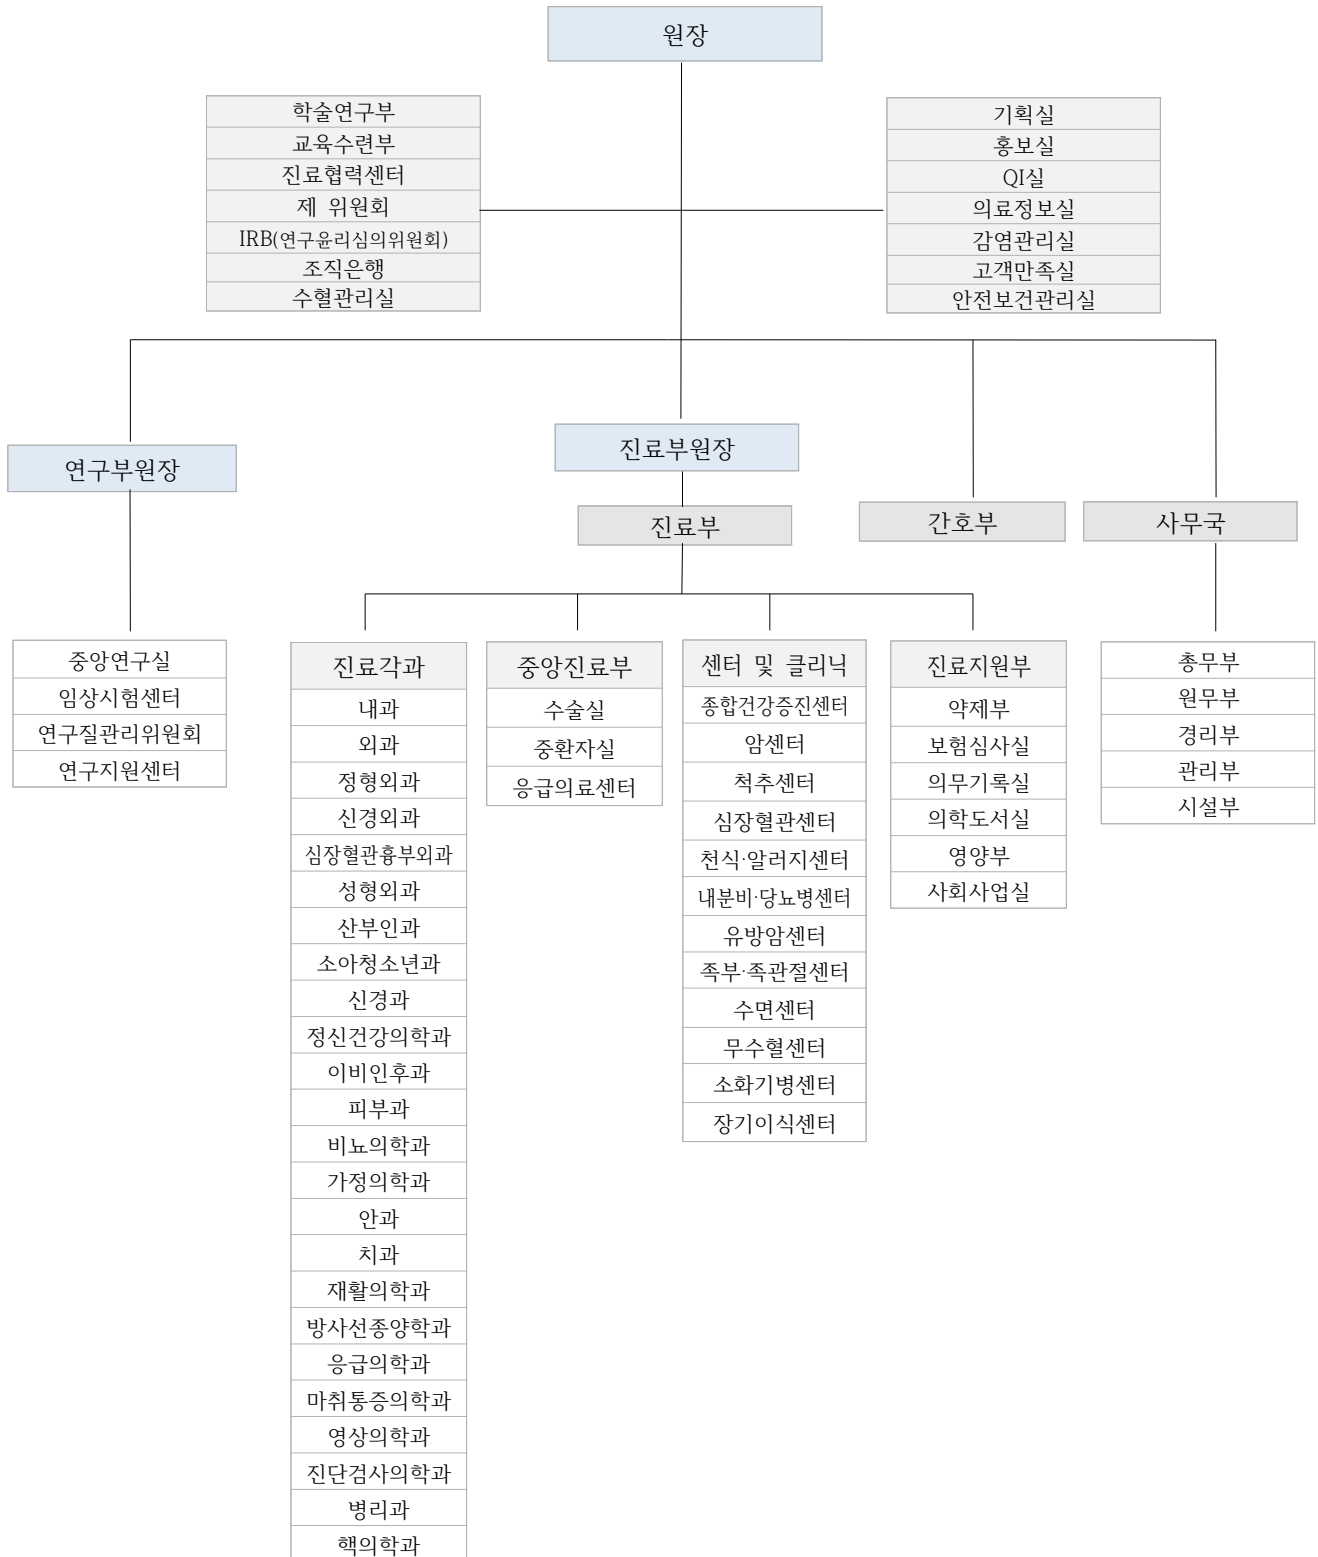 원장
학술연구부
교육수련부
진료협력센터
제 위원회
IRB(연구윤리심의위원회)
조직은행
수혈관리실
기획실
홍보실
QI실
의료정보실
감염관리실
고객만족실
안전보건관리실
연구부원장
진료부원장
진료부
간호부
사무국
중앙연구실
임상시험센터
연구질관리위원회
연구지원센터
진료각과
내과
외과
정형외과
신경외과
심장혈관흉부외과
성형외과
산부인과
소아청소년과
신경과
정신건강의학과
이비인후과
피부과
비뇨의학과
가정의학과
안과
치과
재활의학과
방사선종양학과
응급의학과
마취통증의학과
영상의학과
진단검사의학과
병리과
핵의학과
중앙진료부
수술실
중환자실
응급의료센터
센터 및 클리닉
종합건강증진센터
암센터
척추센터
심장혈관센터
천식·알러지센터
내분비·당뇨병센터
유방암센터
족부·족관절센터
수면센터
무수혈센터
소화기병센터
장기이식센터
진료지원부
약제부
보험심사실
의무기록실
의학도서실
영양부
사회사업실
총무부
원무부
경리부
관리부
시설부